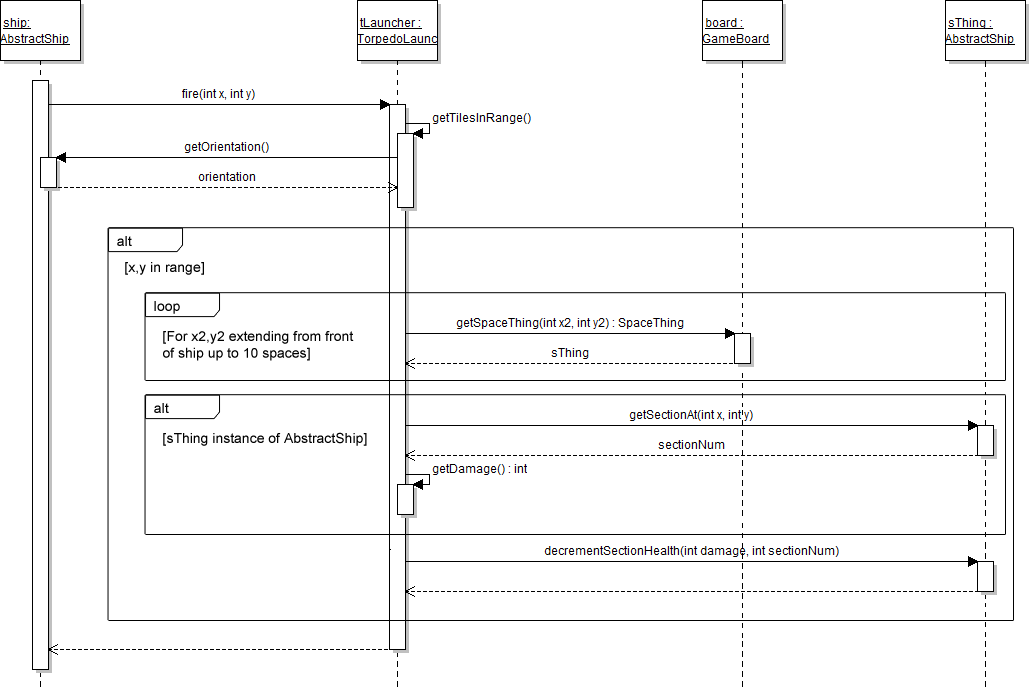 ship:
AbstractShip
tLauncher :
TorpedoLaunc
board :
GameBoard
sThing :
AbstractShip
fire(int x, int y)
getTilesInRange()
getOrientation()
orientation
alt
[x,y in range]
loop
[For x2,y2 extending from front
of ship up to 10 spaces]
getSpaceThing(int x2, int y2) : SpaceThing
sThing
alt
[sThing instance of AbstractShip]
getSectionAt(int x, int y)
sectionNum
getDamage() : int
decrementSectionHealth(int damage, int sectionNum)